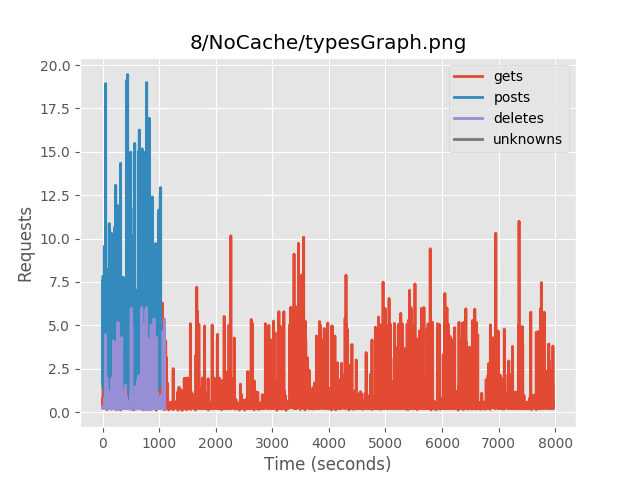 8/NoCache/typesGraph.png
20.0
17.5
15.0
12.5
10.0
7.5
5.0
2.5
0.0
Requests
gets
posts
deletes
unknowns
0 1000 2000 3000 4000 5000 6000 7000 8000
Time (seconds)